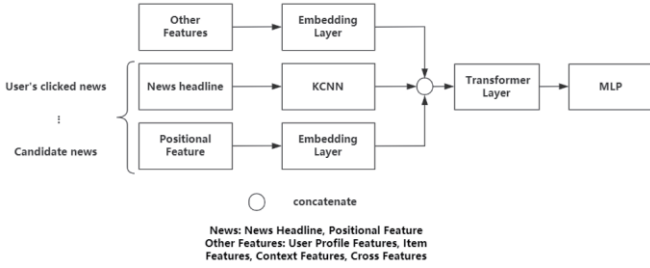 Other
Features
Embedding
Layer
User's clicked news
⋮
Candidate news
News headline
KCNN
Transformer
Layer
MLP
Positional
Feature
Embedding
Layer
concatenate
News: News Headline, Positional Feature
Other Features: User Profile Features, Item
Features, Context Features, Cross Features